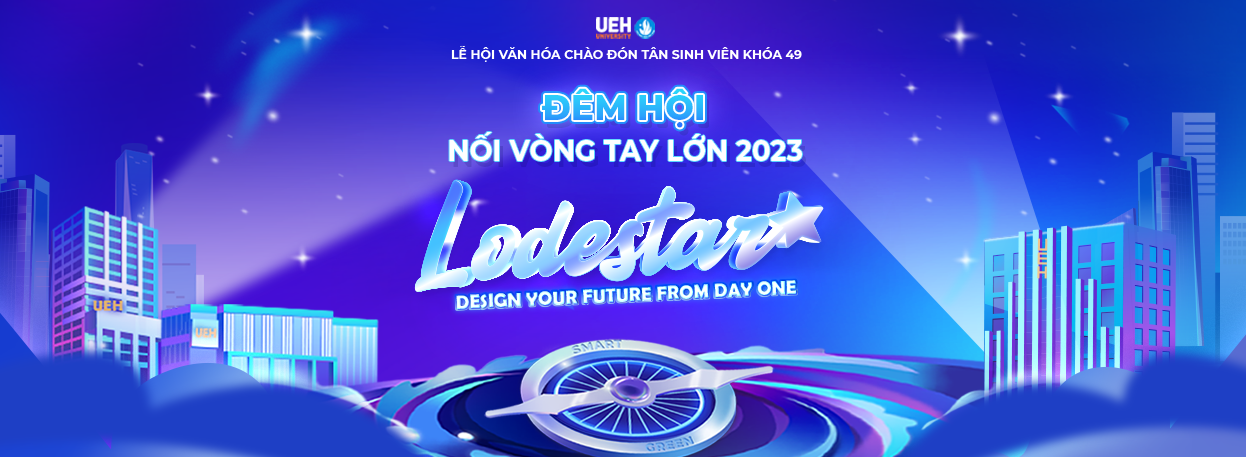 UEH
UNIVERSITY
LỄ HỘI VĂN HÓA CHÀO ĐÓN TÂN SINH VIÊN KHÓA 49
ĐÊM HỘI
NỐI VÒNG TAY LỚN 2023
Lodestar
DESIGN YOUR FUTURE FROM DAY ONE
UEH
UEH
UEH
SMART
GREEN